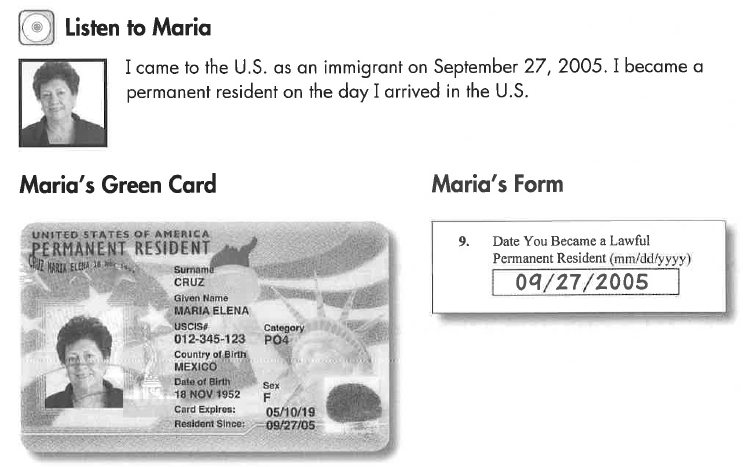 Listen to Maria
I came to the U.S. as an immigrant on September 27, 2005. I became a
permanent resident on the day I arrived in the U.S.
Maria's Green Card
Maria's Form
UNITED STATES OF AMERICA
PERMANENT RESIDENT
CRUZ MARIA ELENA 18
Surname
CRUZ
Given Name
MARIA ELENA
USCIS#
012-345-123
Category
PO4
Country of Birth
MEXICO
Date of Birth
18 NOV 1952
Sex
F
Card Expires:
05/10/19
Resident Since:
09/27/05
9. Date You Became a Lawful
Permanent Resident (mm/dd/yyyy)
09/27/2005